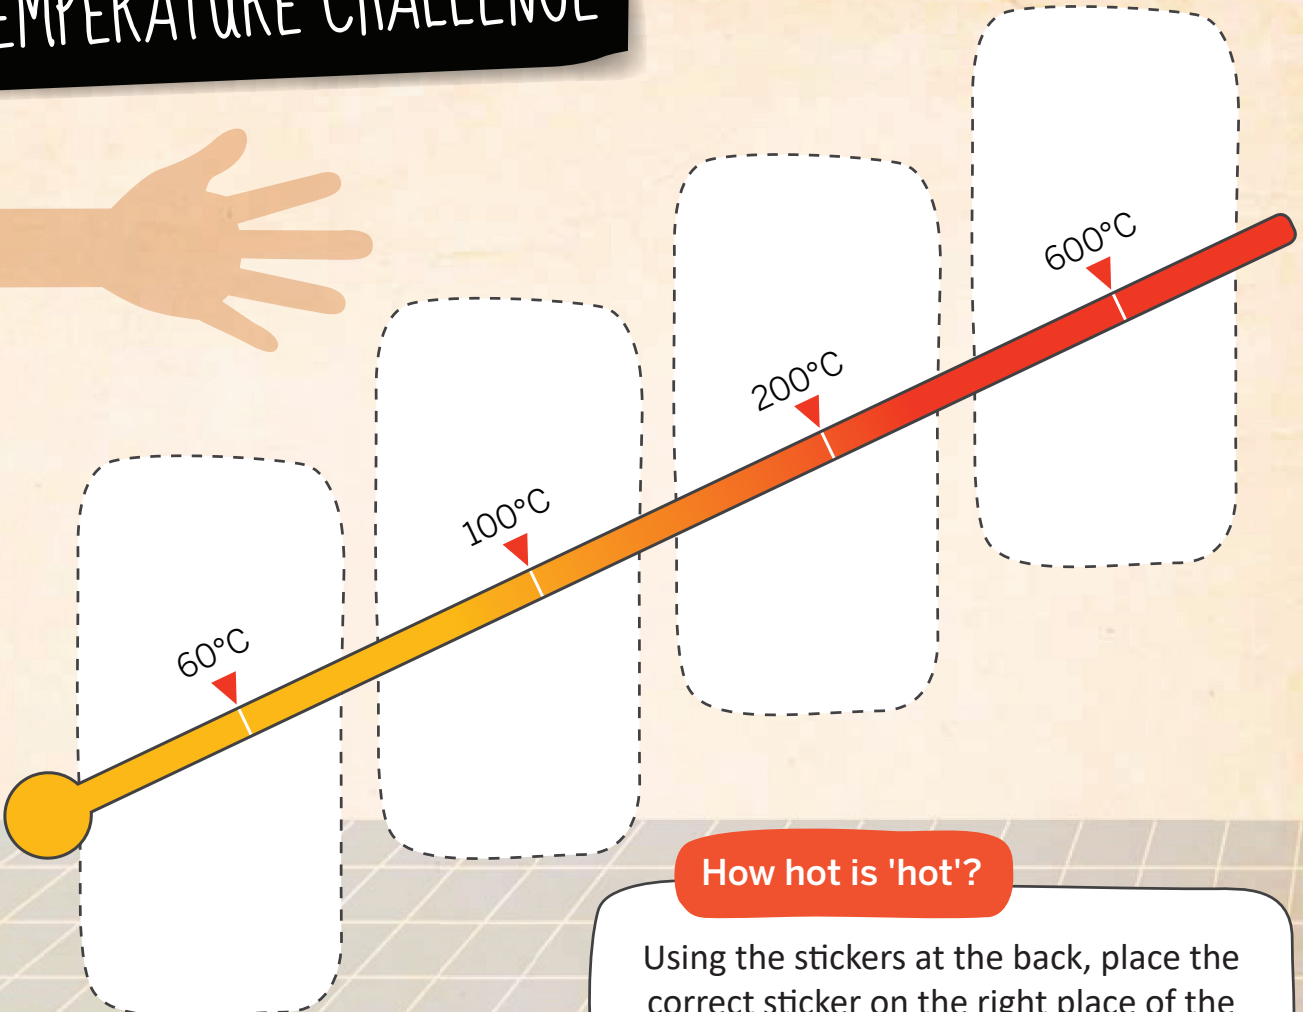 TEMPERATURE CHALLENGE
600°C
200°C
100°C
60°C
How hot is 'hot'?
Using the stickers at the back, place the
correct sticker on the right place of the